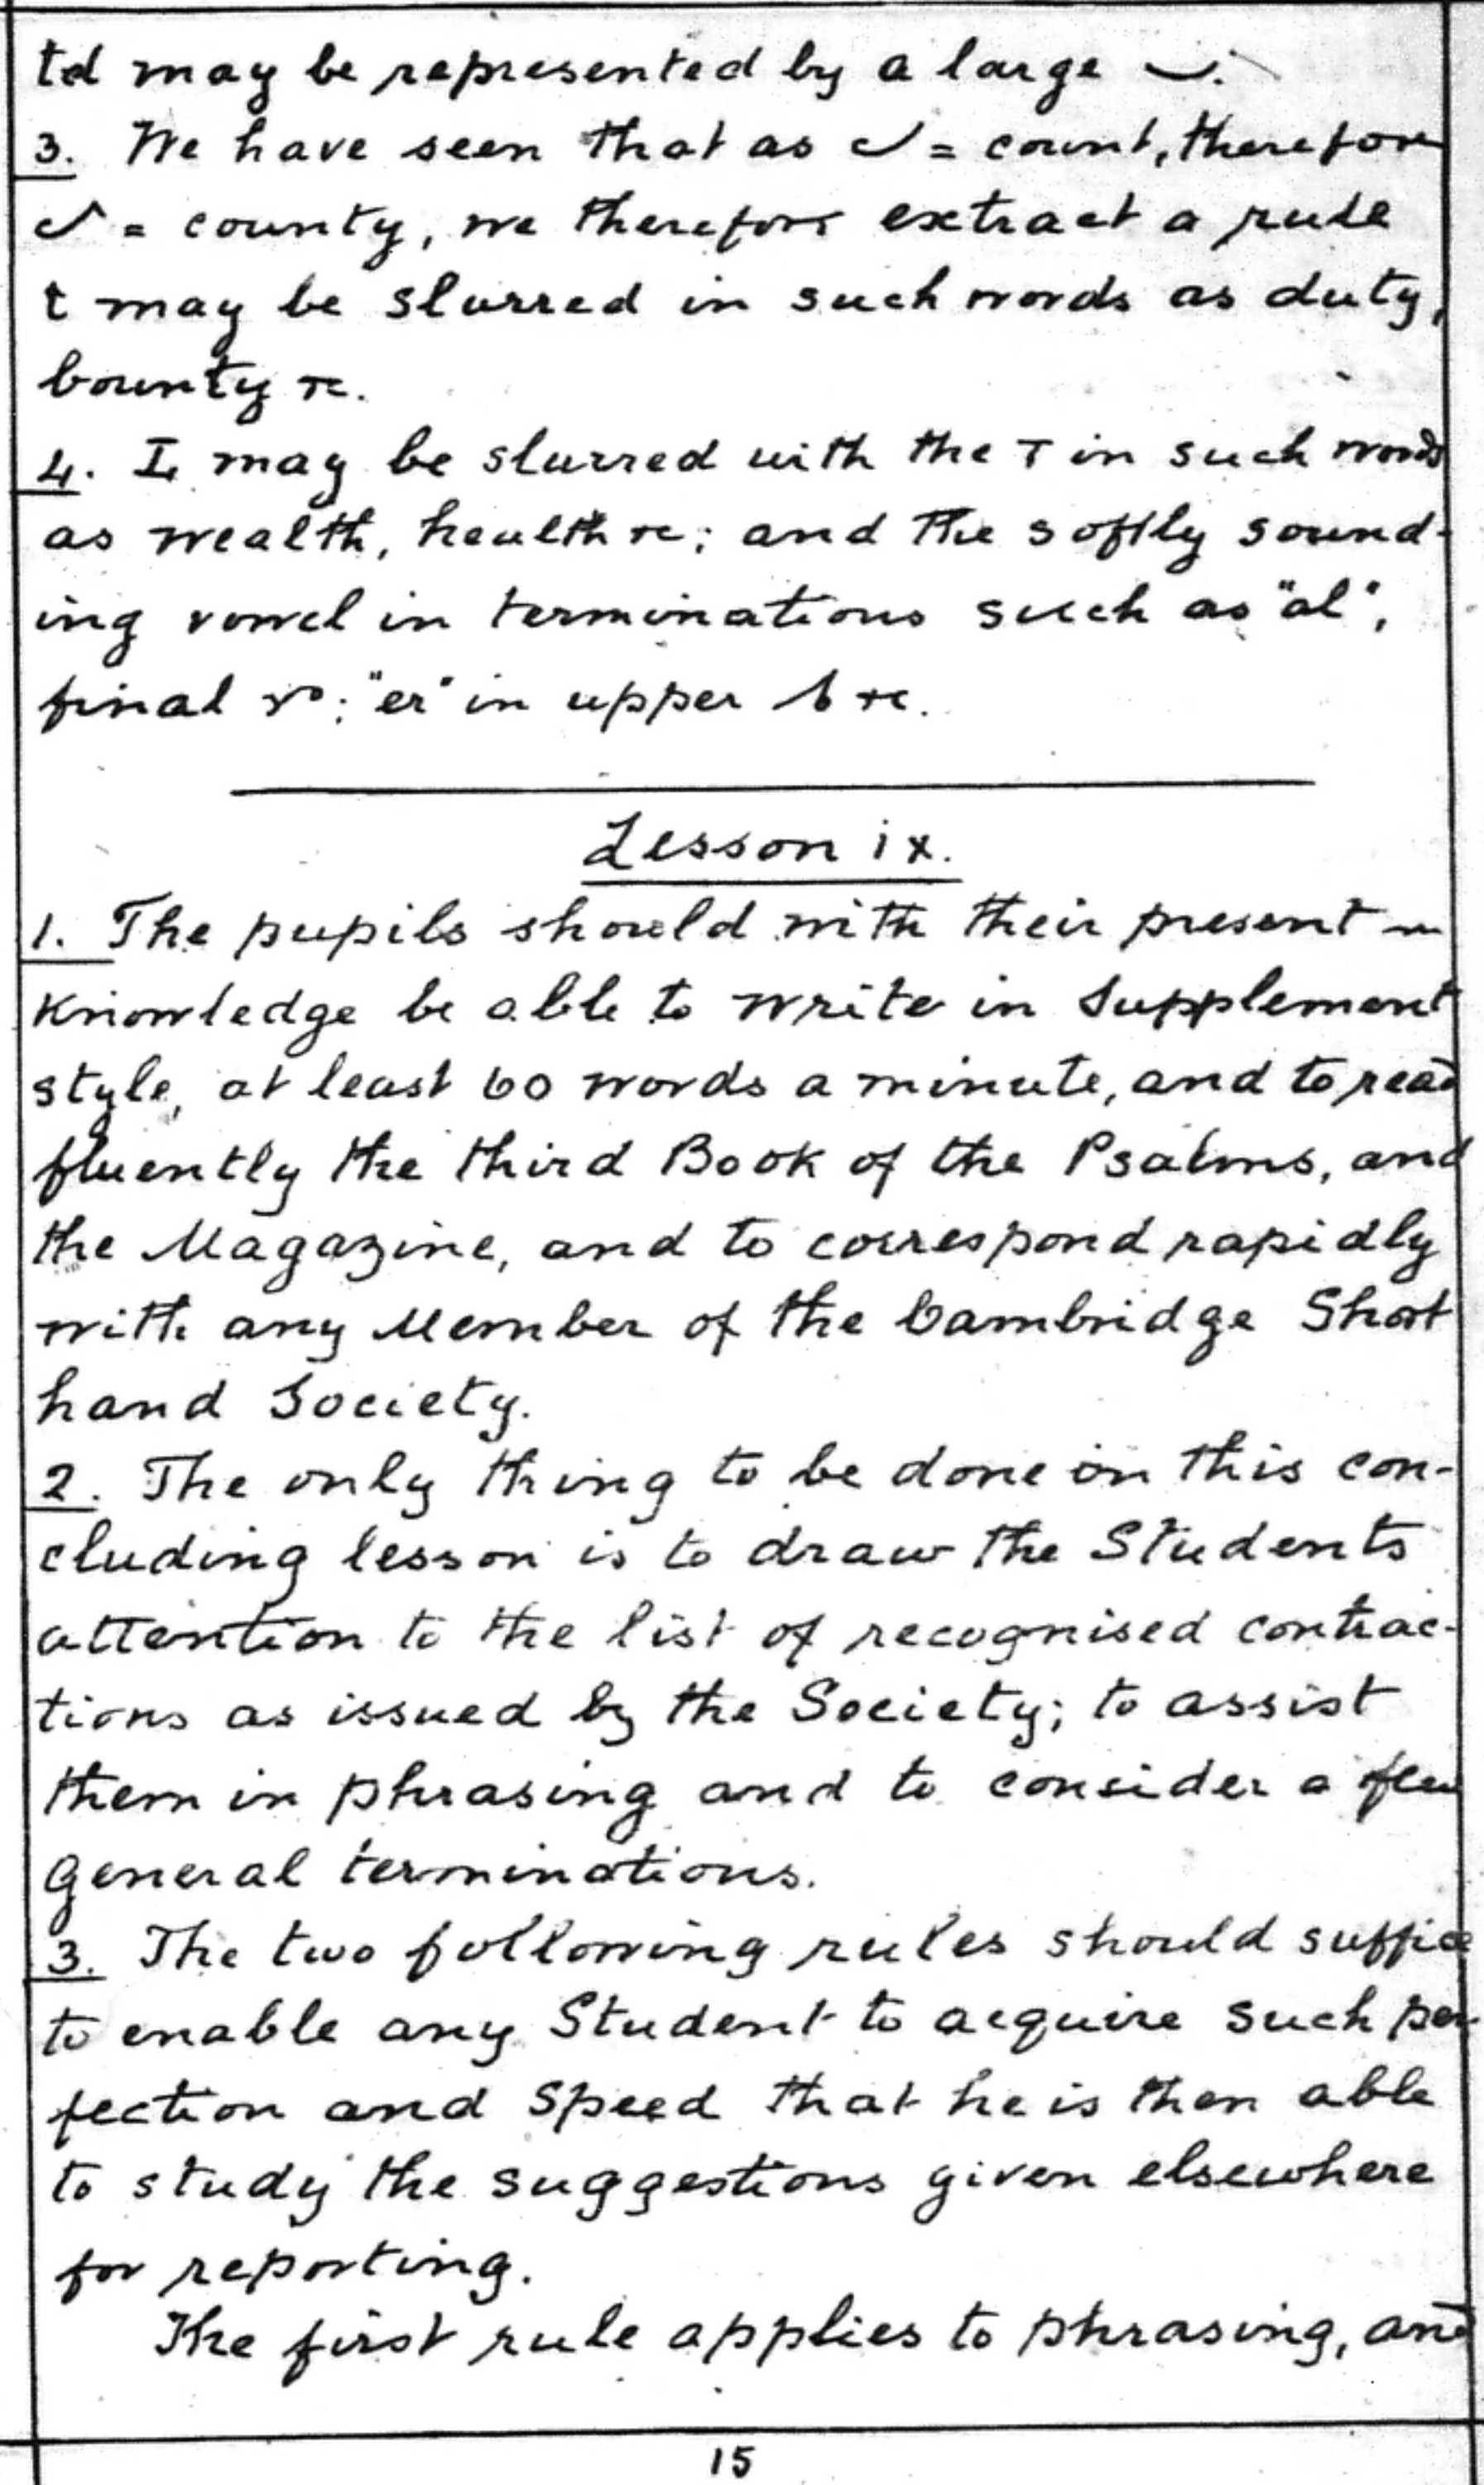 td may be represented by a large
3. We have seen that as = count, therefore
= county, we therefore extract a rule
t may be slurred in such words as duty,
bounty &c.
4. L may be slurred with the T in such words
as wealth, health &c; and the softly sound-
ing vowel in terminations such as "al",
final ; "er" in upper &c.
Lesson ix.
1. The pupils should with their present
knowledge be able to write in Supplement
style, at least 60 words a minute, and to read
fluently the third Book of the Psalms, and
the Magazine, and to correspond rapidly
with any Member of the Cambridge Short
hand Society.
2. The only thing to be done in this con-
cluding lesson is to draw the Students
attention to the list of recognised contrac-
tions as issued by the Society; to assist
them in phrasing and to consider a few
general terminations.
3. The two following rules should suffice
to enable any Student to acquire such per-
fection and speed that he is then able
to study the suggestions given elsewhere
for reporting.
The first rule applies to phrasing, and
15